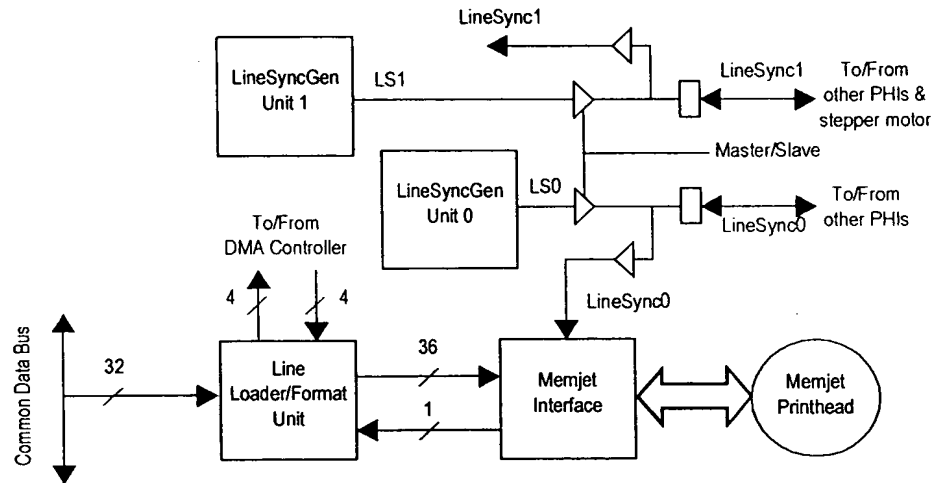 LineSync1
LineSyncGen
Unit 1
LS1
LineSync1
To/From
other PHIs &
stepper motor
Master/Slave
LineSyncGen
Unit 0
LS0
LineSync0
To/From
other PHIs
To/From
DMA Controller
4
4
LineSync0
Common Data Bus
32
Line
Loader/Format
Unit
36
1
Memjet
Interface
Memjet
Printhead